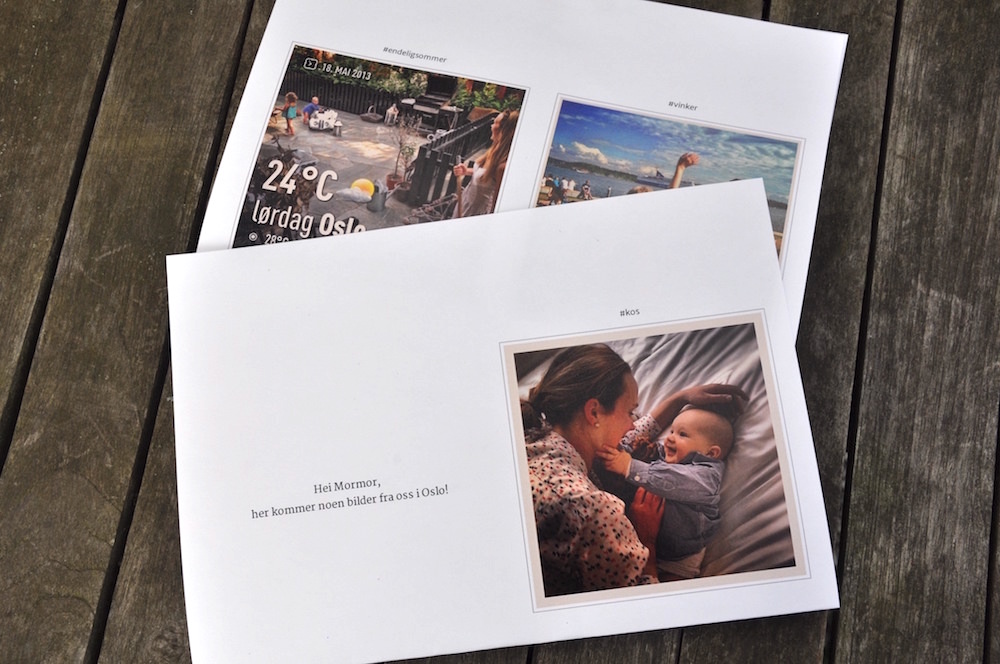 #endeligsommer
18. MAI 2013
24°C
lørdag Oslo
28°C
#vinker
#kos
Hei Mormor,
her kommer noen bilder fra oss i Oslo!